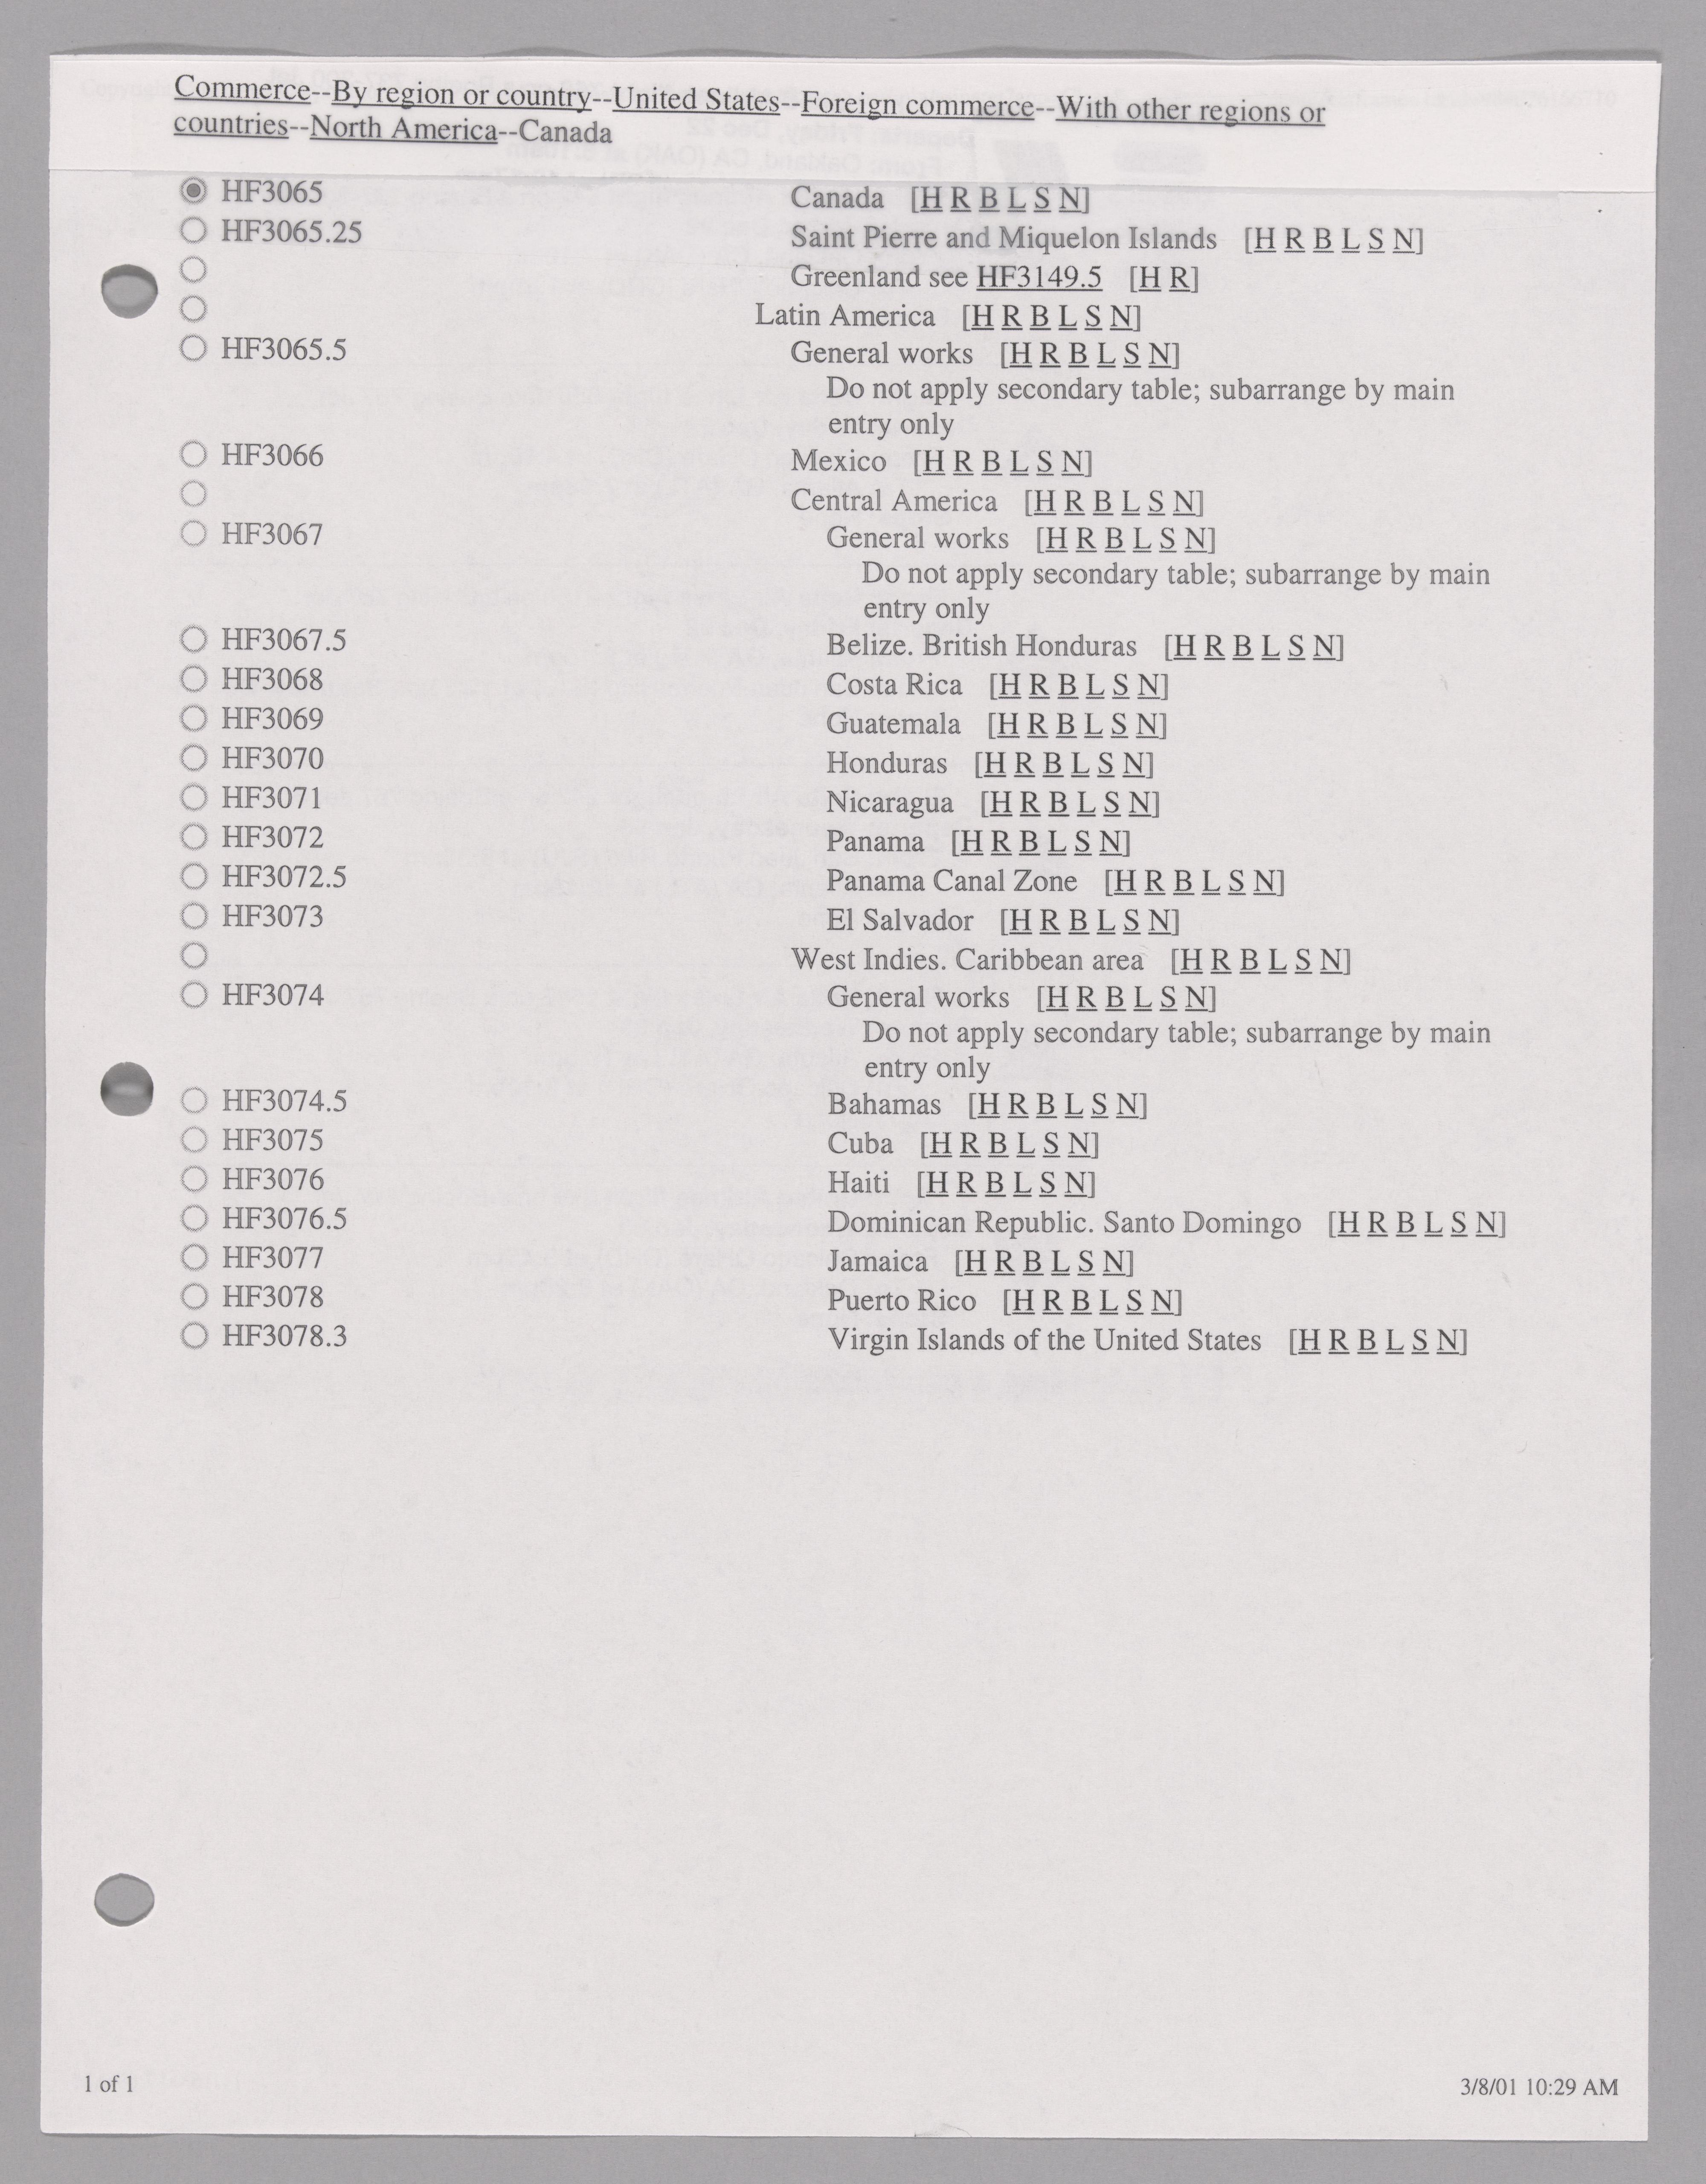 Commerce--By region or country--United States--Foreign commerce--With other regions or
countries--North America--Canada
HF3065 Canada [H R B L S N]
HF3065.25 Saint Pierre and Miquelon Islands [H R B L S N]
Greenland see HF3149.5 [H R]
Latin America [H R B L S N]
HF3065.5 General works [H R B L S N]
Do not apply secondary table; subarrange by main
entry only
HF3066 Mexico [H R B L S N]
Central America [H R B L S N]
HF3067 General works [H R B L S N]
Do not apply secondary table; subarrange by main
entry only
HF3067.5 Belize. British Honduras [H R B L S N]
HF3068 Costa Rica [H R B L S N]
HF3069 Guatemala [H R B L S N]
HF3070 Honduras [H R B L S N]
HF3071 Nicaragua [H R B L S N]
HF3072 Panama [H R B L S N]
HF3072.5 Panama Canal Zone [H R B L S N]
HF3073 El Salvador [H R B L S N]
West Indies. Caribbean area [H R B L S N]
HF3074 General works [H R B L S N]
Do not apply secondary table; subarrange by main
entry only
HF3074.5 Bahamas [H R B L S N]
HF3075 Cuba [H R B L S N]
HF3076 Haiti [H R B L S N]
HF3076.5 Dominican Republic. Santo Domingo [H R B L S N]
HF3077 Jamaica [H R B L S N]
HF3078 Puerto Rico [H R B L S N]
HF3078.3 Virgin Islands of the United States [H R B L S N]
1 of 1 3/8/01 10:29 AM